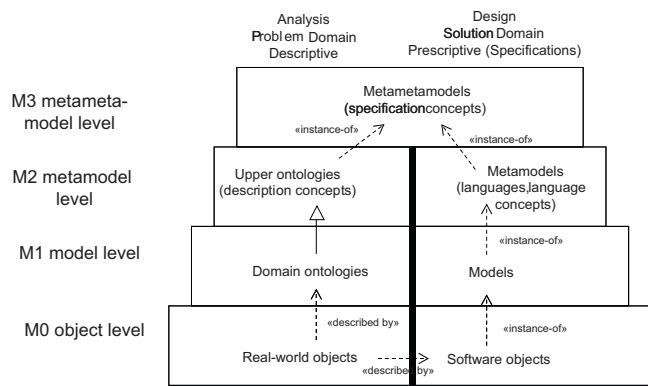 Analysis
Problem Domain
Descriptive
Design
Solution Domain
Prescriptive (Specifications)
M3 metameta-
model level
Metametamodels
(specificationconcepts)
«instance-of»
«instance-of»
M2 metamodel
level
Upper ontologies
(description concepts)
Metamodels
(languages,language
concepts)
M1 model level
«instance-of»
Domain ontologies
Models
M0 object level
«described by»
«instance-of»
Real-world objects
«described by»
Software objects